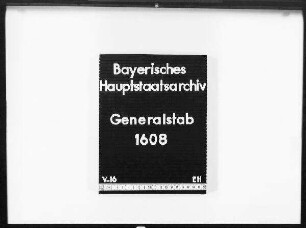 Bayerisches
Hauptstaatsarchiv
Generalstab
1608
V-16 EH